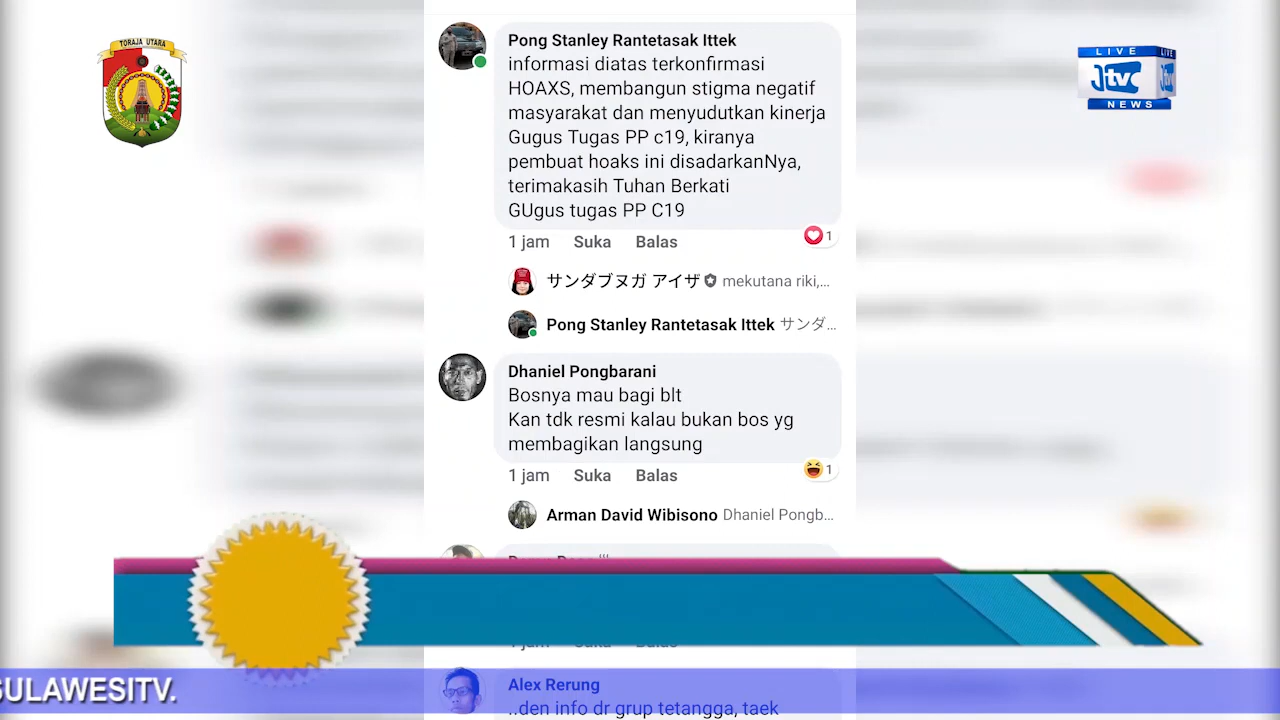 TORAJA UTARA
LIVE
LIVE
Jtv
NEWS
Pong Stanley Rantetasak Ittek
informasi diatas terkonfirmasi
HOAXS, membangun stigma negatif
masyarakat dan menyudutkan kinerja
Gugus Tugas PP c19, kiranya
pembuat hoaks ini disadarkanNya,
terimakasih Tuhan Berkati
GUgus tugas PP C19
1 jam Suka Balas 1
サンダブヌガ アイザ mekutana riki,...
Pong Stanley Rantetasak Ittek サンダ...
Dhaniel Pongbarani
Bosnya mau bagi blt
Kan tdk resmi kalau bukan bos yg
membagikan langsung
1 jam Suka Balas 1
Arman David Wibisono Dhaniel Pongb...
1 jam Suka Balas
SULAWESITV.
Alex Rerung
..den info dr grup tetangga, taek